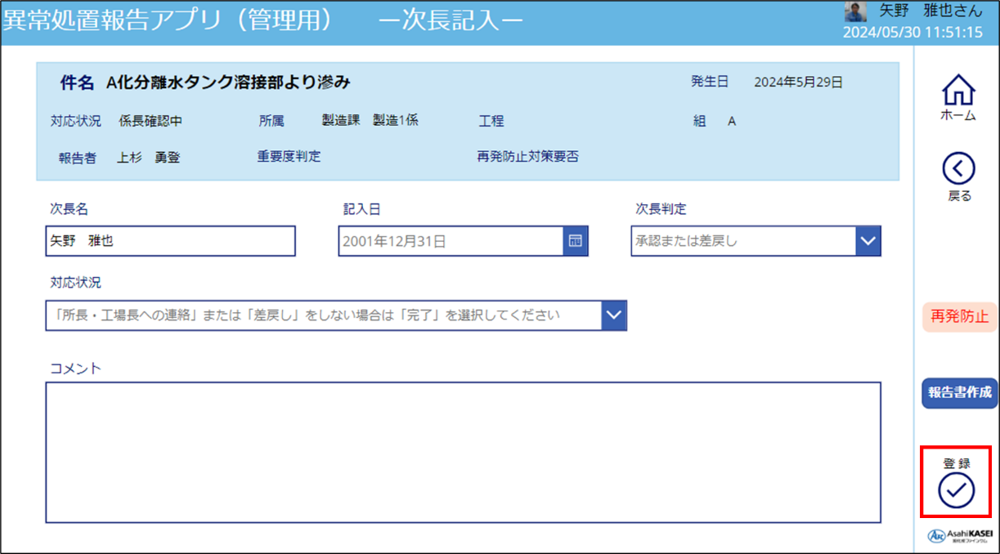 異常処置報告アプリ（管理用）　－次長記入－
矢野　雅也さん
2024/05/30 11:51:15
件名　A化分離水タンク溶接部より滲み　発生日　2024年5月29日
対応状況　係長確認中　所属　製造課　製造1係　工程　組　A
報告者　上杉　勇登　重要度判定　再発防止対策要否
ホーム
戻る
次長名　記入日　次長判定
矢野　雅也　2001年12月31日　承認または差戻し
対応状況
「所長・工場長への連絡」または「差戻し」をしない場合は「完了」を選択してください
再発防止
コメント
報告書作成
登録
AsahiKASEI